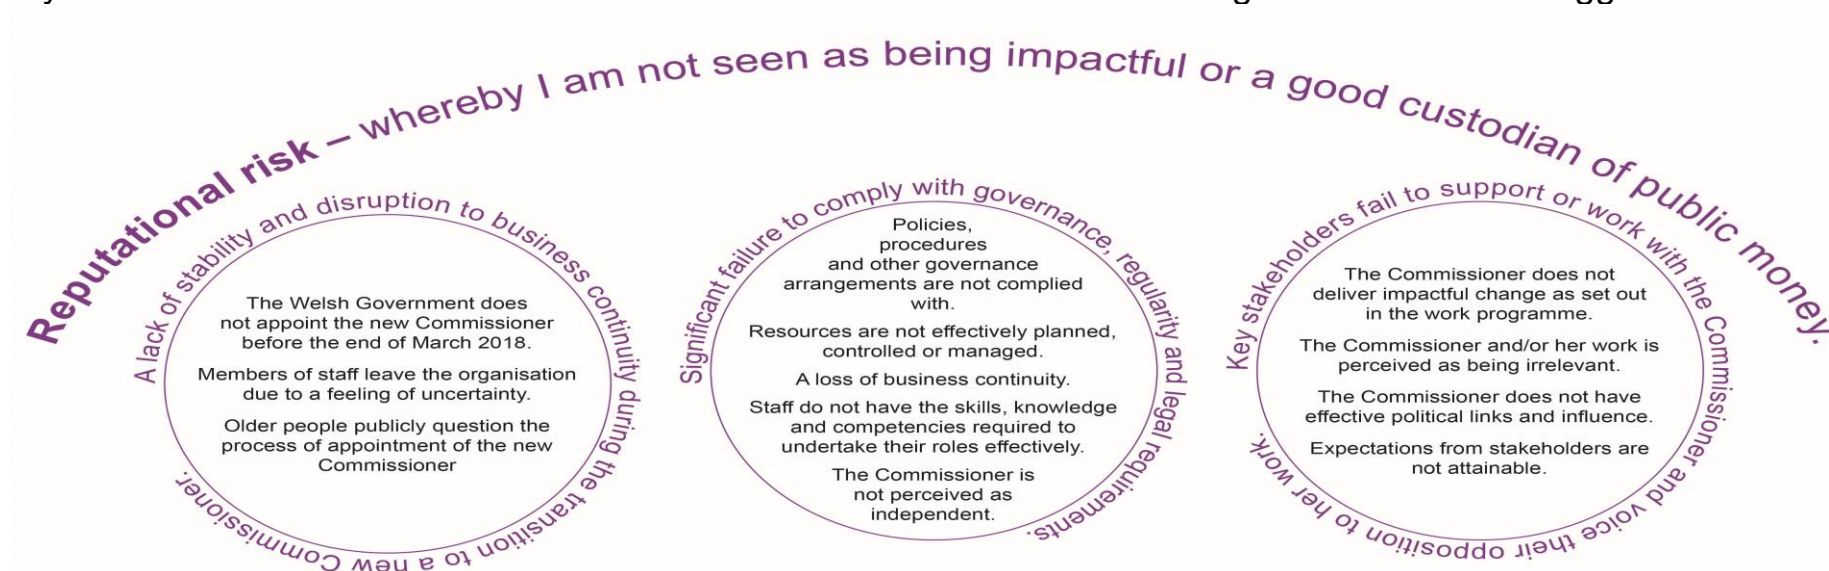 Reputational risk – whereby I am not seen as being impactful or a good custodian of public money.
A lack of stability and disruption to business continuity during the transition to a new Commissioner.
The Welsh Government does
not appoint the new Commissioner
before the end of March 2018.
Members of staff leave the organisation
due to a feeling of uncertainty.
Older people publicly question the
process of appointment of the new
Commissioner
Significant failure to comply with governance, regularity and legal requirements.
Policies,
procedures
and other governance
arrangements are not complied
with.
Resources are not effectively planned,
controlled or managed.
A loss of business continuity.
Staff do not have the skills, knowledge
and competencies required to
undertake their roles effectively.
The Commissioner is
not perceived as
independent.
Key stakeholders fail to support or work with the Commissioner and voice their opposition to her work.
The Commissioner does not
deliver impactful change as set out
in the work programme.
The Commissioner and/or her work is
perceived as being irrelevant.
The Commissioner does not have
effective political links and influence.
Expectations from stakeholders are
not attainable.